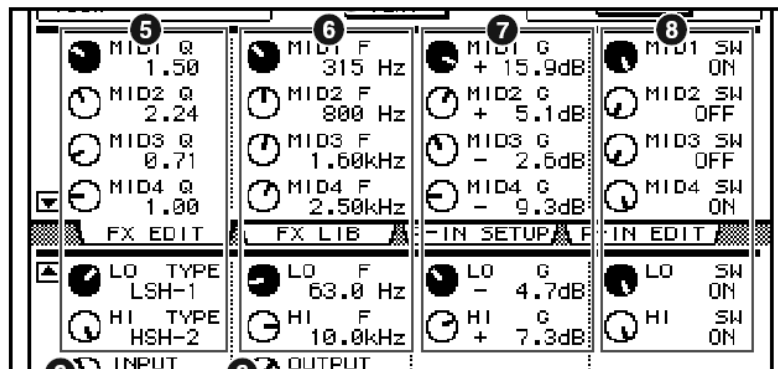 5 6 7 8
MID1 Q MID1 F MID1 G MID1 SW
1.50 315 Hz + 15.9dB ON
MID2 Q MID2 F MID2 G MID2 SW
2.24 800 Hz + 5.1dB OFF
MID3 Q MID3 F MID3 G MID3 SW
0.71 1.60kHz - 2.6dB OFF
MID4 Q MID4 F MID4 G MID4 SW
1.00 2.50kHz - 9.3dB ON
FX EDIT FX LIB -IN SETUP P-IN EDIT
LO TYPE LO F LO G LO SW
LSH-1 63.0 Hz - 4.7dB ON
HI TYPE HI F HI G HI SW
HSH-2 10.0kHz + 7.3dB ON
INPUT OUTPUT